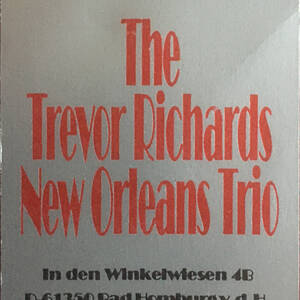 The
Trevor Richards
New Orleans Trio
In den Winkelwiesen 4B
D-61350 Bad Homburg v. d. H.